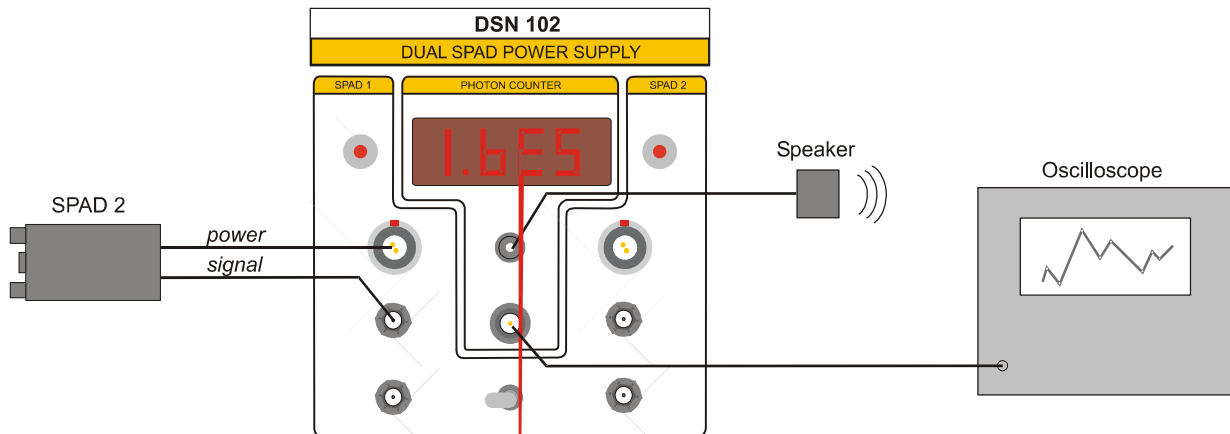 DSN 102
DUAL SPAD POWER SUPPLY
SPAD 1
PHOTON COUNTER
SPAD 2
1.6E5
Speaker
Oscilloscope
SPAD 2
power
signal